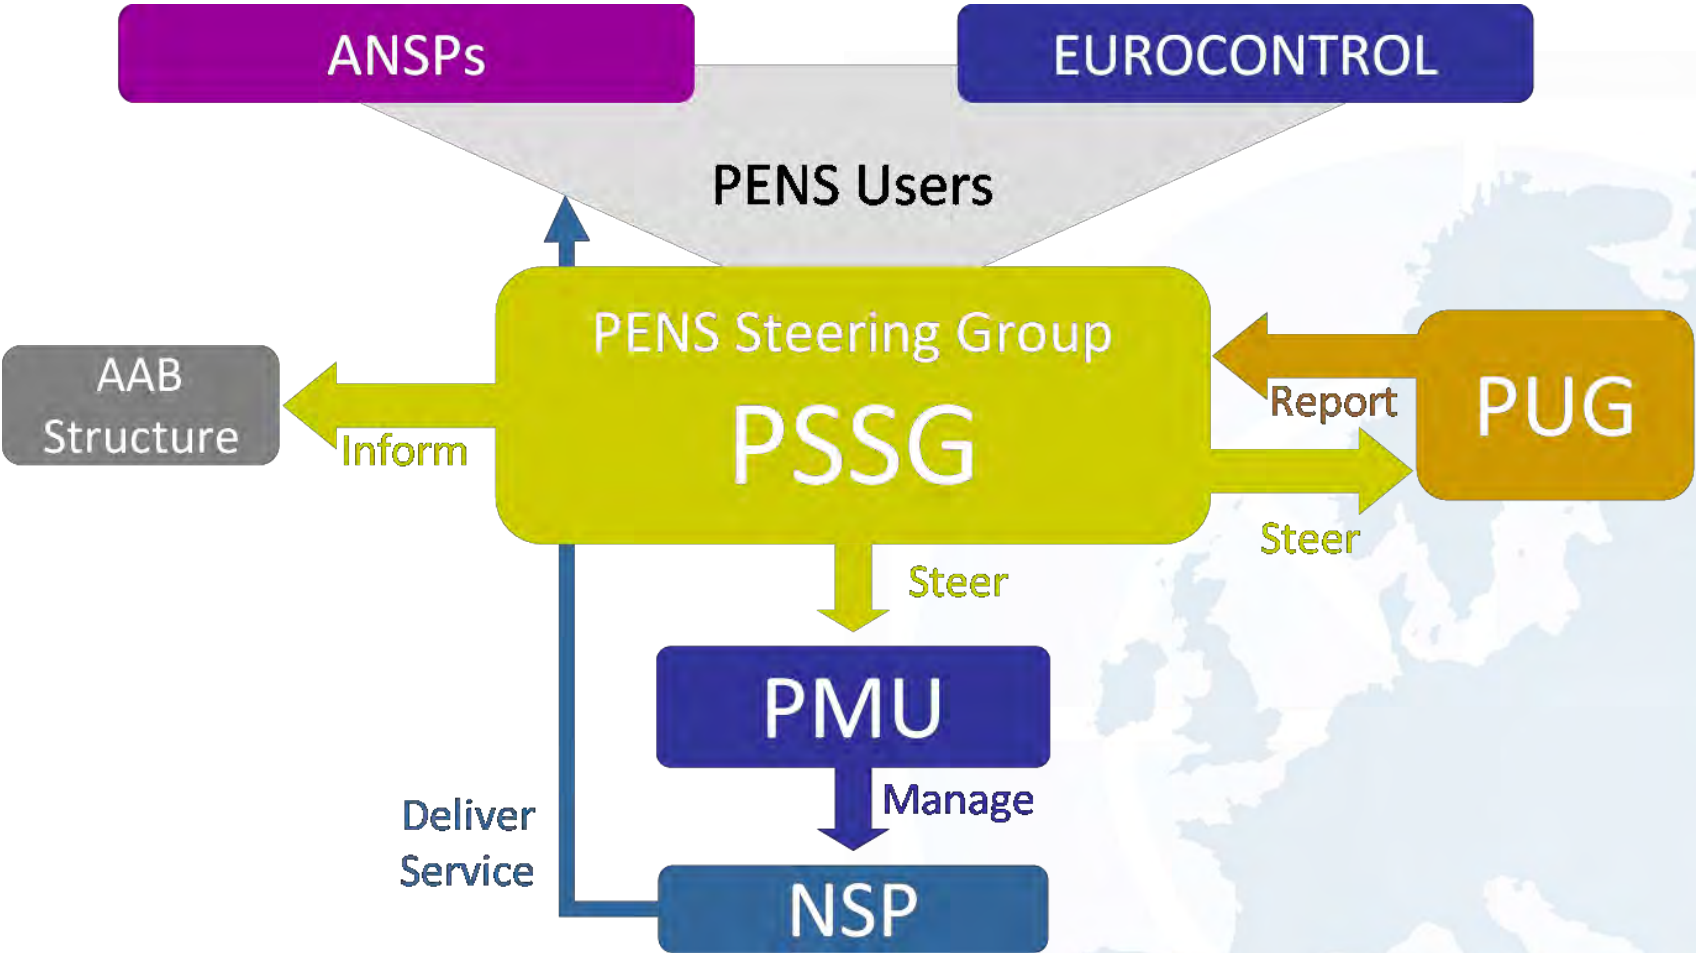 ANSPs
EUROCONTROL
PENS Users
PENS Steering Group
PSSG
AAB
Structure
Inform
Report
PUG
Steer
Steer
PMU
Manage
Deliver
Service
NSP